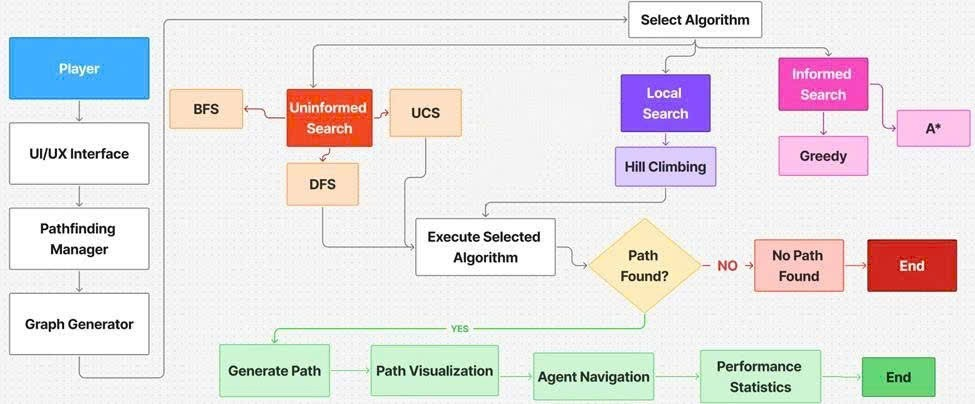 Select Algorithm
Player
UI/UX Interface
Pathfinding
Manager
Graph Generator
BFS
Uninformed
Search
UCS
DFS
Local
Search
Hill Climbing
Informed
Search
A*
Greedy
Execute Selected
Algorithm
Path
Found?
NO
No Path
Found
End
YES
Generate Path
Path Visualization
Agent Navigation
Performance
Statistics
End